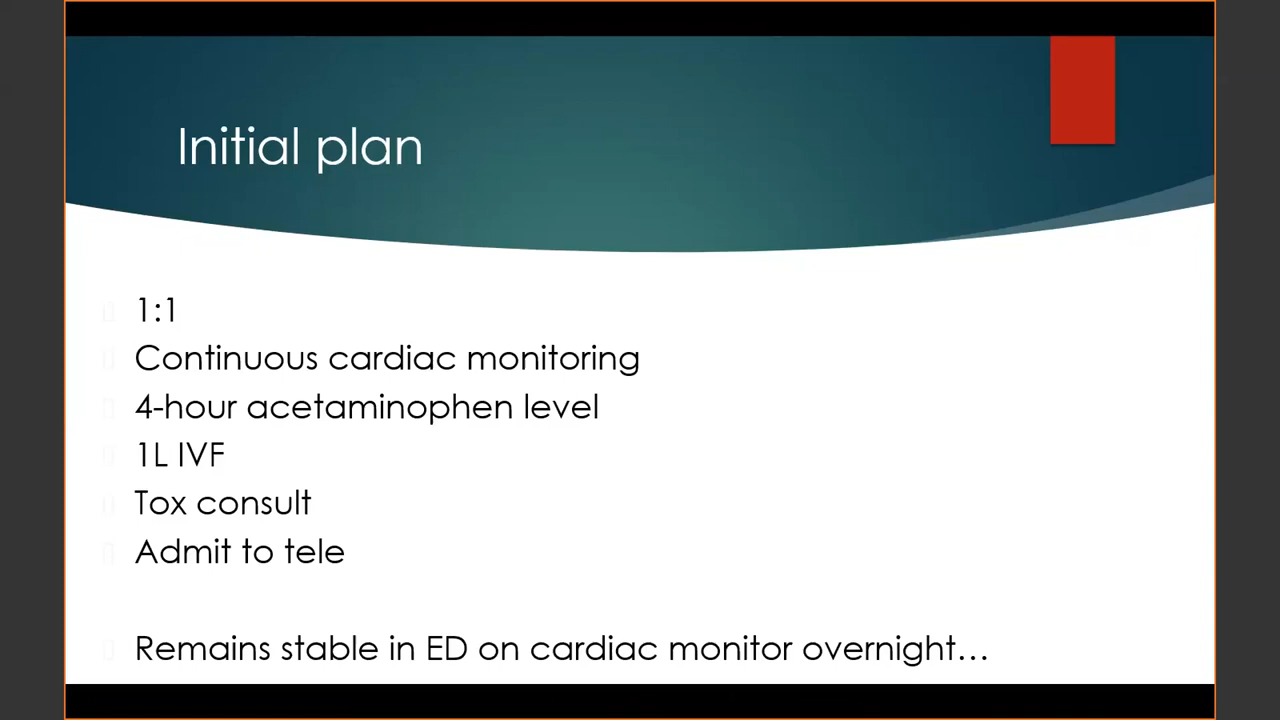 Initial plan
1:1
Continuous cardiac monitoring
4-hour acetaminophen level
1L IVF
Tox consult
Admit to tele
Remains stable in ED on cardiac monitor overnight…